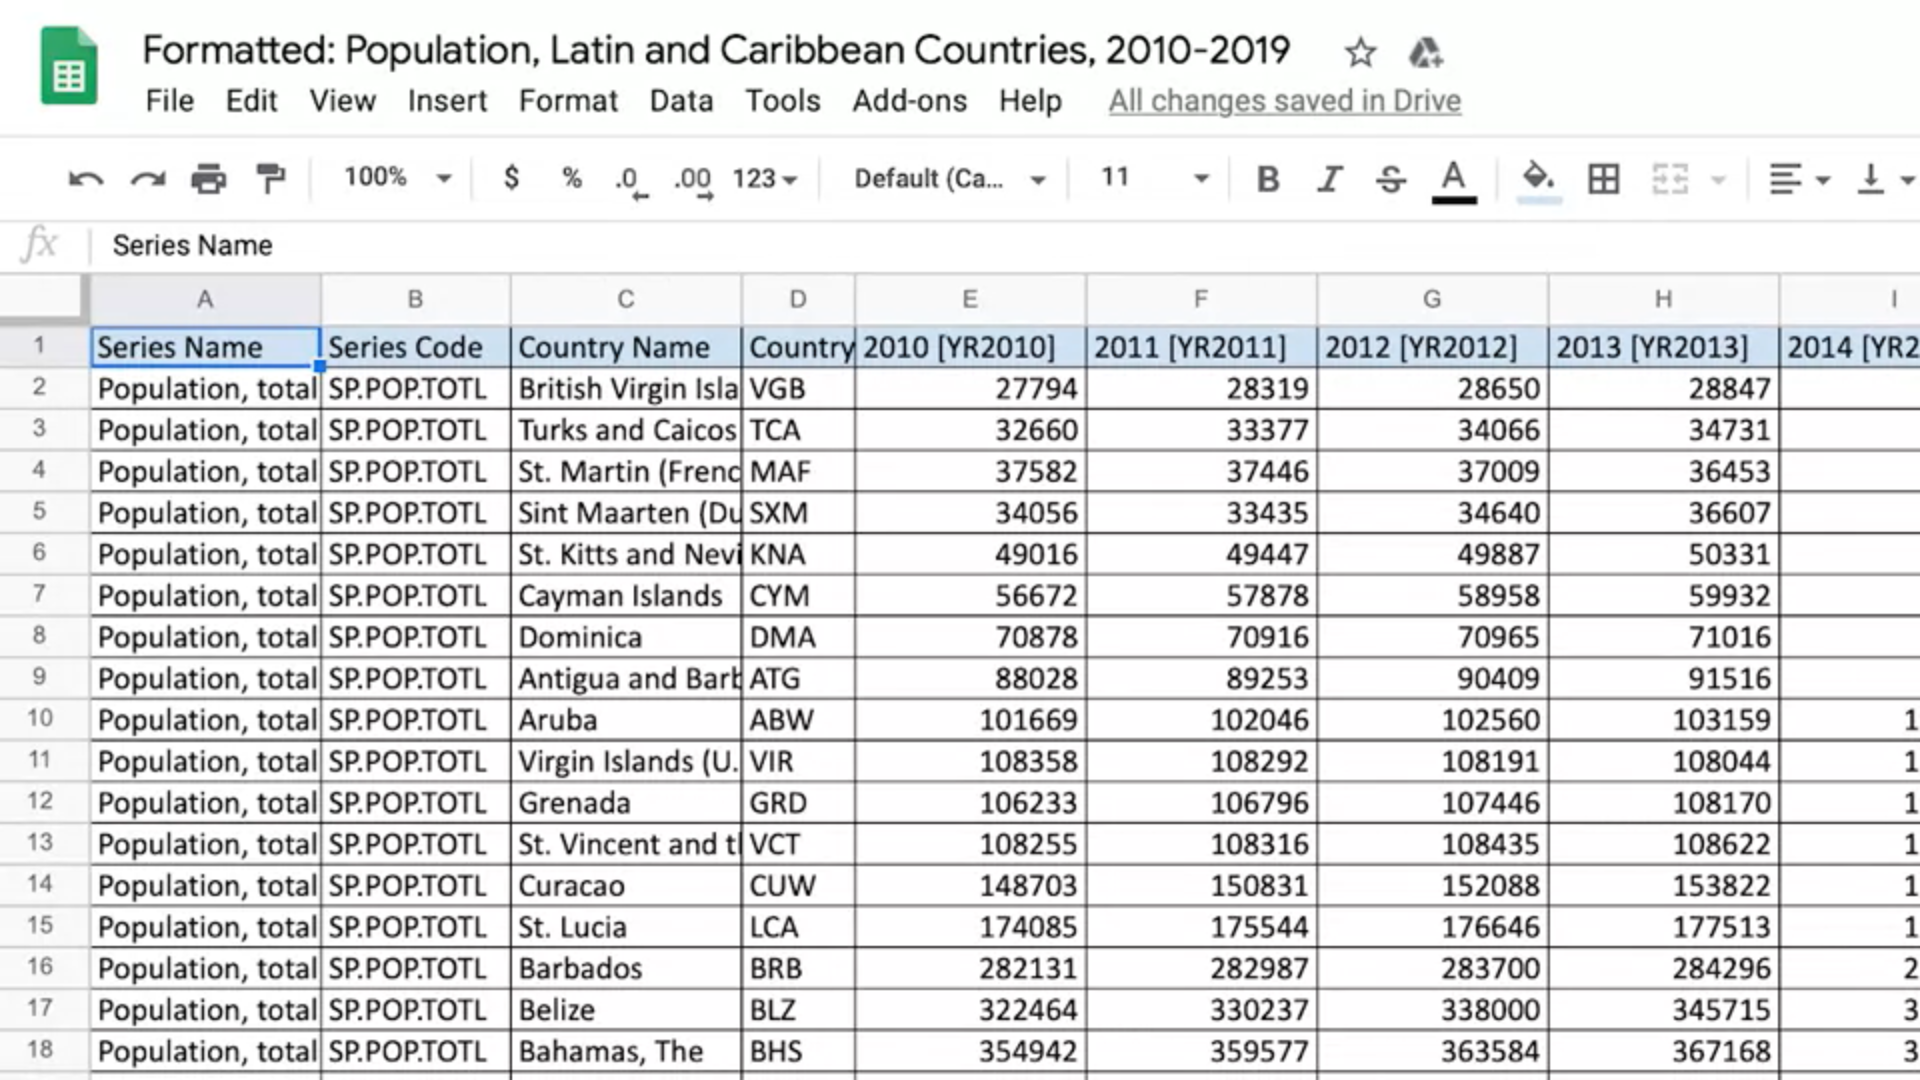 Formatted: Population, Latin and Caribbean Countries, 2010-2019
File Edit View Insert Format Data Tools Add-ons Help All changes saved in Drive
100% $ % .0 .00 123 Default (Ca... 11 B I S A
fx Series Name
A B C D E F G H I
1 Series Name Series Code Country Name Country 2010 [YR2010] 2011 [YR2011] 2012 [YR2012] 2013 [YR2013] 2014 [YR2
2 Population, total SP.POP.TOTL British Virgin Isla VGB 27794 28319 28650 28847
3 Population, total SP.POP.TOTL Turks and Caicos TCA 32660 33377 34066 34731
4 Population, total SP.POP.TOTL St. Martin (Frenc MAF 37582 37446 37009 36453
5 Population, total SP.POP.TOTL Sint Maarten (Du SXM 34056 33435 34640 36607
6 Population, total SP.POP.TOTL St. Kitts and Nevi KNA 49016 49447 49887 50331
7 Population, total SP.POP.TOTL Cayman Islands CYM 56672 57878 58958 59932
8 Population, total SP.POP.TOTL Dominica DMA 70878 70916 70965 71016
9 Population, total SP.POP.TOTL Antigua and Barb ATG 88028 89253 90409 91516
10 Population, total SP.POP.TOTL Aruba ABW 101669 102046 102560 103159 1
11 Population, total SP.POP.TOTL Virgin Islands (U. VIR 108358 108292 108191 108044 1
12 Population, total SP.POP.TOTL Grenada GRD 106233 106796 107446 108170 1
13 Population, total SP.POP.TOTL St. Vincent and tl VCT 108255 108316 108435 108622 1
14 Population, total SP.POP.TOTL Curacao CUW 148703 150831 152088 153822 1
15 Population, total SP.POP.TOTL St. Lucia LCA 174085 175544 176646 177513 1
16 Population, total SP.POP.TOTL Barbados BRB 282131 282987 283700 284296 2
17 Population, total SP.POP.TOTL Belize BLZ 322464 330237 338000 345715 3
18 Population, total SP.POP.TOTL Bahamas, The BHS 354942 359577 363584 367168 3